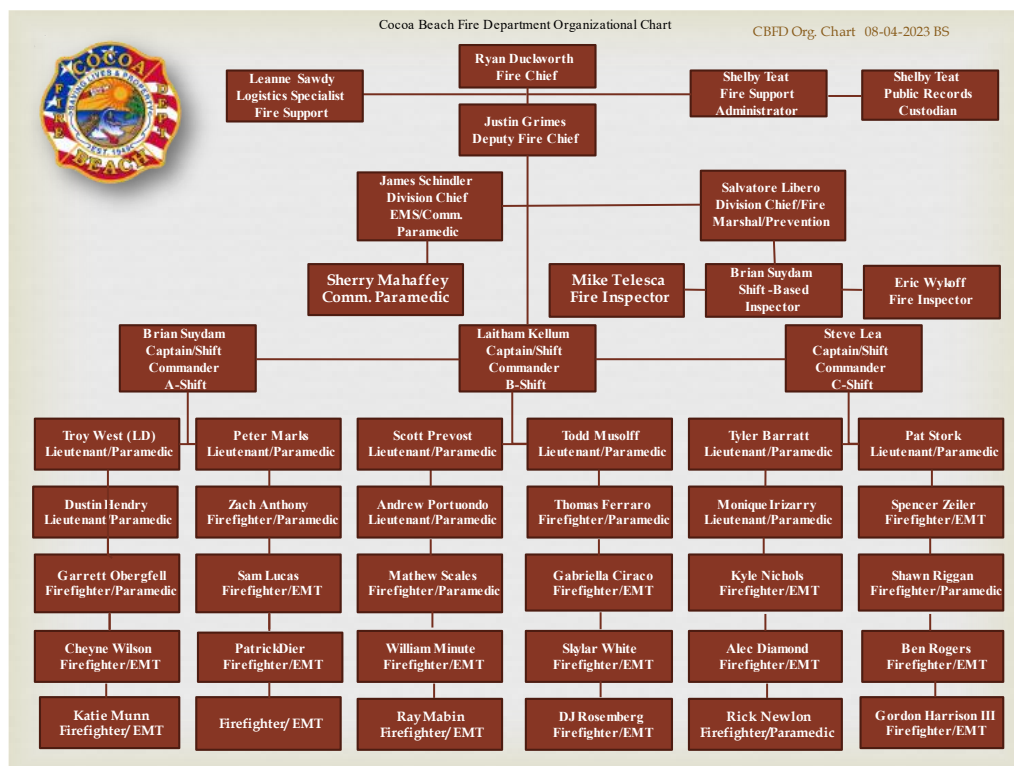 Cocoa Beach Fire Department Organizational Chart
CBFD Org. Chart 08-04-2023 BS
COCOA
FIRE
DEPT
SAVING LIVES & PROPERTY
EST. 1949
BEACH
Ryan Duckworth
Fire Chief
Leanne Sawdy
Logistics Specialist
Fire Support
Shelby Teat
Fire Support
Administrator
Shelby Teat
Public Records
Custodian
Justin Grimes
Deputy Fire Chief
James Schindler
Division Chief
EMS/Comm.
Paramedic
Salvatore Libero
Division Chief/Fire
Marshal/Prevention
Sherry Mahaffey
Comm. Paramedic
Mike Telesca
Fire Inspector
Brian Suydam
Shift -Based
Inspector
Eric Wykoff
Fire Inspector
Brian Suydam
Captain/Shift
Commander
A-Shift
Laitham Kellum
Captain/Shift
Commander
B-Shift
Steve Lea
Captain/Shift
Commander
C-Shift
Troy West (LD)
Lieutenant/Paramedic
Peter Marks
Lieutenant/Paramedic
Scott Prevost
Lieutenant/Paramedic
Todd Musolff
Lieutenant/Paramedic
Tyler Barratt
Lieutenant/Paramedic
Pat Stork
Lieutenant/Paramedic
Dustin Hendry
Lieutenant/Paramedic
Zach Anthony
Firefighter/Paramedic
Andrew Portuondo
Lieutenant/Paramedic
Thomas Ferraro
Firefighter/Paramedic
Monique Irizarry
Lieutenant/Paramedic
Spencer Zeiler
Firefighter/EMT
Garrett Obergfell
Firefighter/Paramedic
Sam Lucas
Firefighter/EMT
Mathew Scales
Firefighter/Paramedic
Gabriella Ciraco
Firefighter/EMT
Kyle Nichols
Firefighter/EMT
Shawn Riggan
Firefighter/Paramedic
Cheyne Wilson
Firefighter/EMT
PatrickDier
Firefighter/EMT
William Minute
Firefighter/EMT
Skylar White
Firefighter/EMT
Alec Diamond
Firefighter/EMT
Ben Rogers
Firefighter/EMT
Katie Munn
Firefighter/ EMT
Firefighter/ EMT
Ray Mabin
Firefighter/ EMT
DJ Rosemberg
Firefighter/EMT
Rick Newlon
Firefighter/Paramedic
Gordon Harrison III
Firefighter/EMT